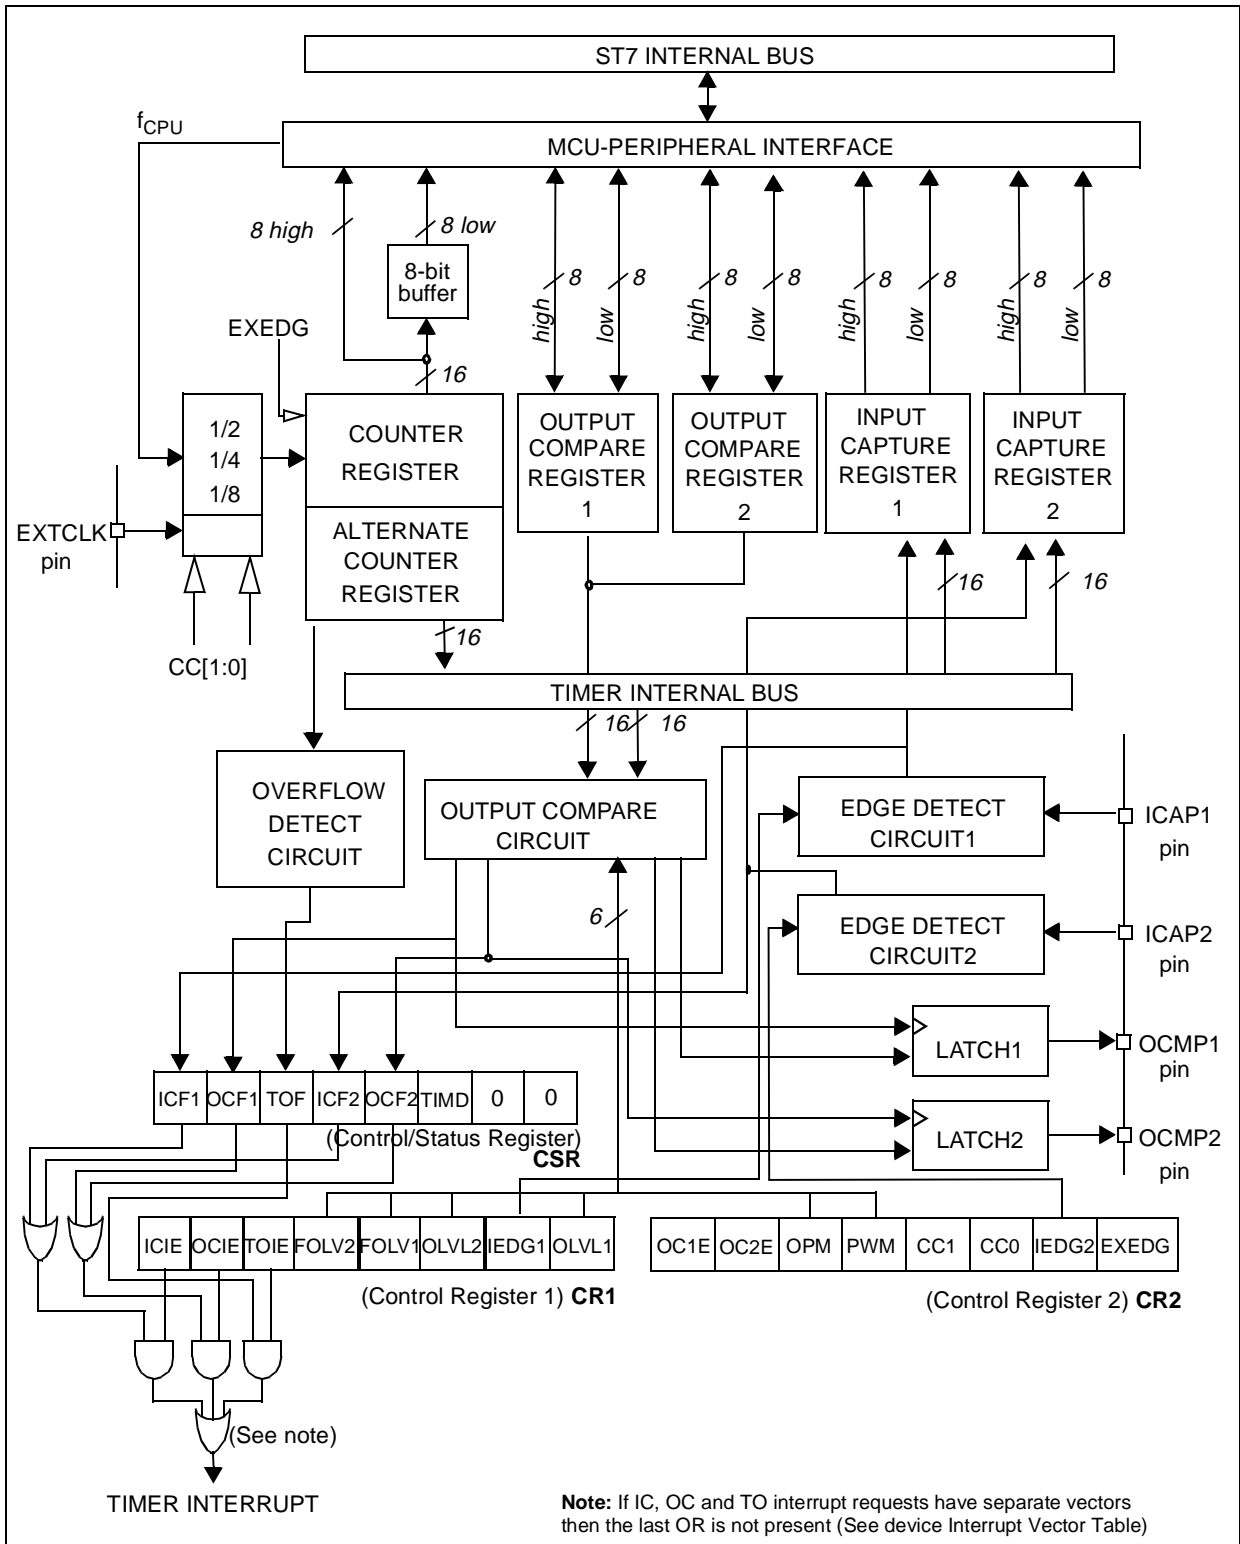 ST7 INTERNAL BUS
fCPU
MCU-PERIPHERAL INTERFACE
8 high
8 low
8-bit
buffer
high
8
low
8
high
8
low
8
high
8
low
8
high
8
low
8
EXEDG
16
1/2
1/4
1/8
COUNTER
REGISTER
ALTERNATE
COUNTER
REGISTER
OUTPUT
COMPARE
REGISTER
1
OUTPUT
COMPARE
REGISTER
2
INPUT
CAPTURE
REGISTER
1
INPUT
CAPTURE
REGISTER
2
EXTCLK
pin
16
16
CC[1:0]
16
TIMER INTERNAL BUS
16
16
OVERFLOW
DETECT
CIRCUIT
OUTPUT COMPARE
CIRCUIT
EDGE DETECT
CIRCUIT1
ICAP1
pin
6
EDGE DETECT
CIRCUIT2
ICAP2
pin
LATCH1
OCMP1
pin
LATCH2
OCMP2
pin
ICF1 OCF1 TOF ICF2 OCF2 TIMD 0 0
(Control/Status Register)
CSR
ICIE OCIE TOIE FOLV2 FOLV1 OLVL2 IEDG1 OLVL1
(Control Register 1) CR1
OC1E OC2E OPM PWM CC1 CC0 IEDG2 EXEDG
(Control Register 2) CR2
(See note)
TIMER INTERRUPT
Note: If IC, OC and TO interrupt requests have separate vectors
then the last OR is not present (See device Interrupt Vector Table)